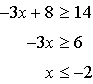 −3x + 8 ≥ 14
−3x ≥ 6
x ≤ −2